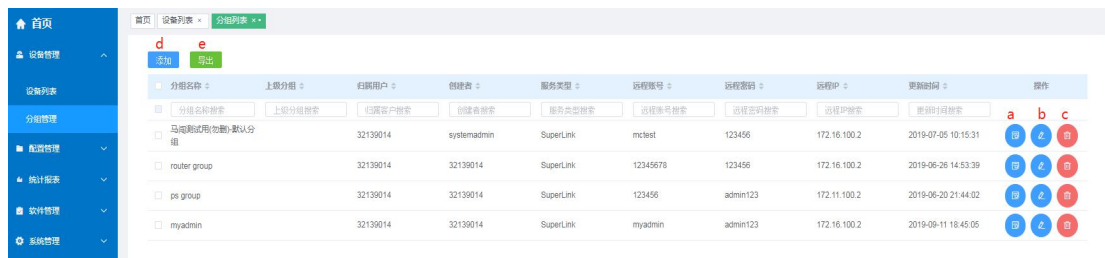 首页
首页 设备列表 × 分组列表 ×
设备管理
d e
添加 导出
设备列表
分组名称 上级分组 归属用户 创建者 服务类型 远程账号 远程密码 远程IP 更新时间 操作
分组名称搜索 上级分组搜索 归属客户搜索 创建者搜索 服务类型搜索 远程账号搜索 远程密码搜索 远程IP搜索 更新时间搜索
分组管理
a b c
马闯测试用(勿删)-默认分组 32139014 systemadmin SuperLink mctest 123456 172.16.100.2 2019-07-05 10:15:31
配置管理
router group 32139014 32139014 SuperLink 12345678 123456 172.16.100.2 2019-06-26 14:53:39
统计报表
ps group 32139014 32139014 SuperLink 123456 admin123 172.11.100.2 2019-06-20 21:44:02
软件管理
myadmin 32139014 32139014 SuperLink myadmin admin123 172.16.100.2 2019-09-11 18:45:05
系统管理